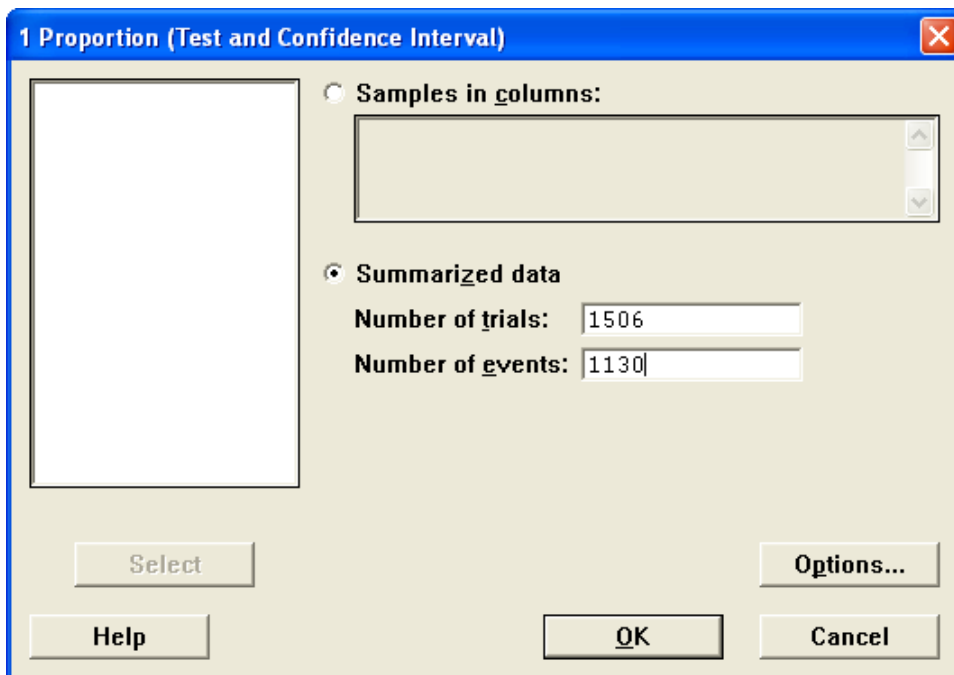 1 Proportion (Test and Confidence Interval)
Samples in columns:
Summarized data
Number of trials: 1506
Number of events: 1130
Select
Options...
Help
OK
Cancel